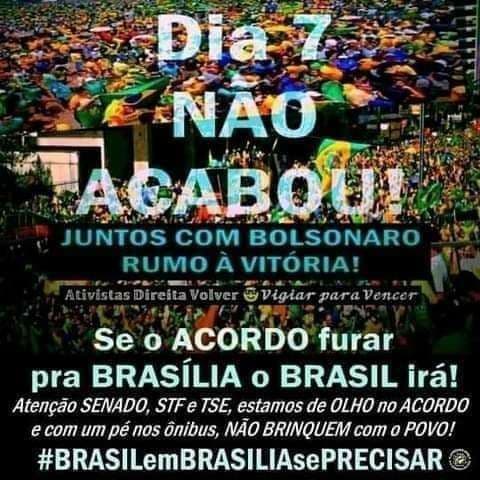 Dia 7
NÃO
ACABOU!
JUNTOS COM BOLSONARO
RUMO À VITÓRIA!
Ativistas Direita Volver Vigiar para Vencer
Se o ACORDO furar
pra BRASÍLIA o BRASIL irá!
Atenção SENADO, STF e TSE, estamos de OLHO no ACORDO
e com um pé nos ônibus, NÃO BRINQUEM com o POVO!
#BRASILemBRASILIAsePRECISAR